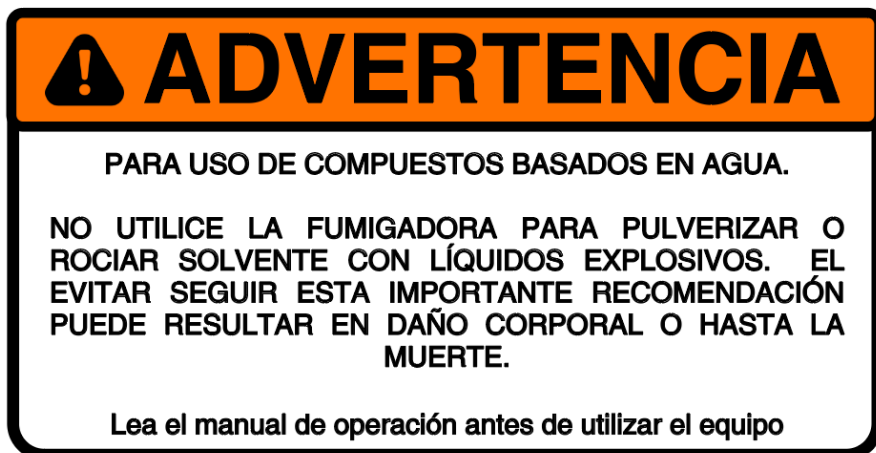 ADVERTENCIA
PARA USO DE COMPUESTOS BASADOS EN AGUA.
NO UTILICE LA FUMIGADORA PARA PULVERIZAR O
ROCIAR SOLVENTE CON LÍQUIDOS EXPLOSIVOS. EL
EVITAR SEGUIR ESTA IMPORTANTE RECOMENDACIÓN
PUEDE RESULTAR EN DAÑO CORPORAL O HASTA LA
MUERTE.
Lea el manual de operación antes de utilizar el equipo